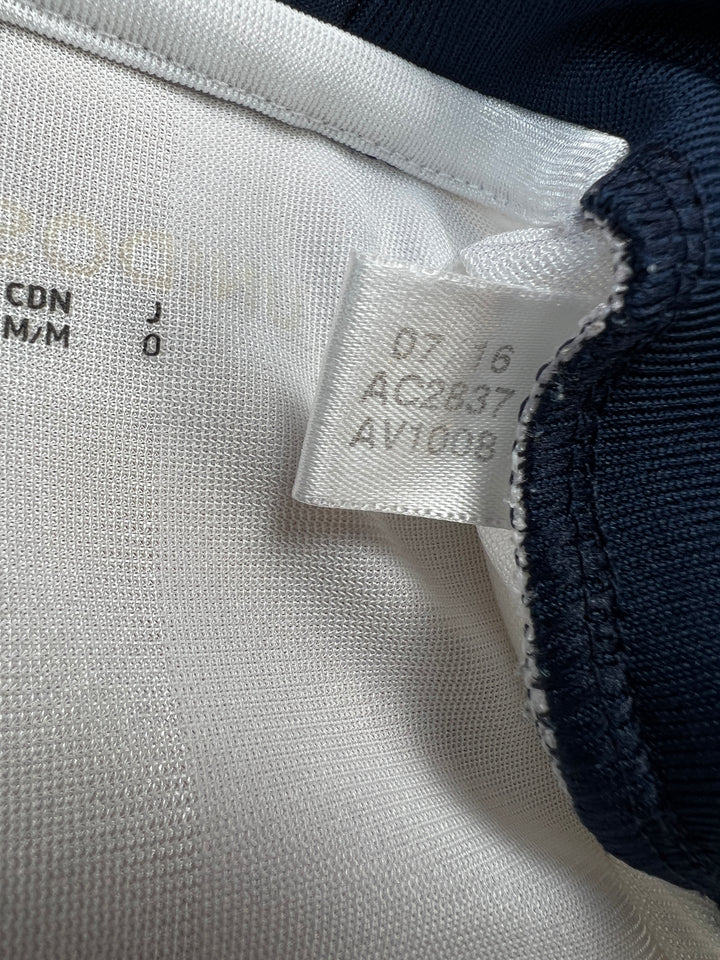 CDN J
M/M O
07 16
AC2837
AV1008